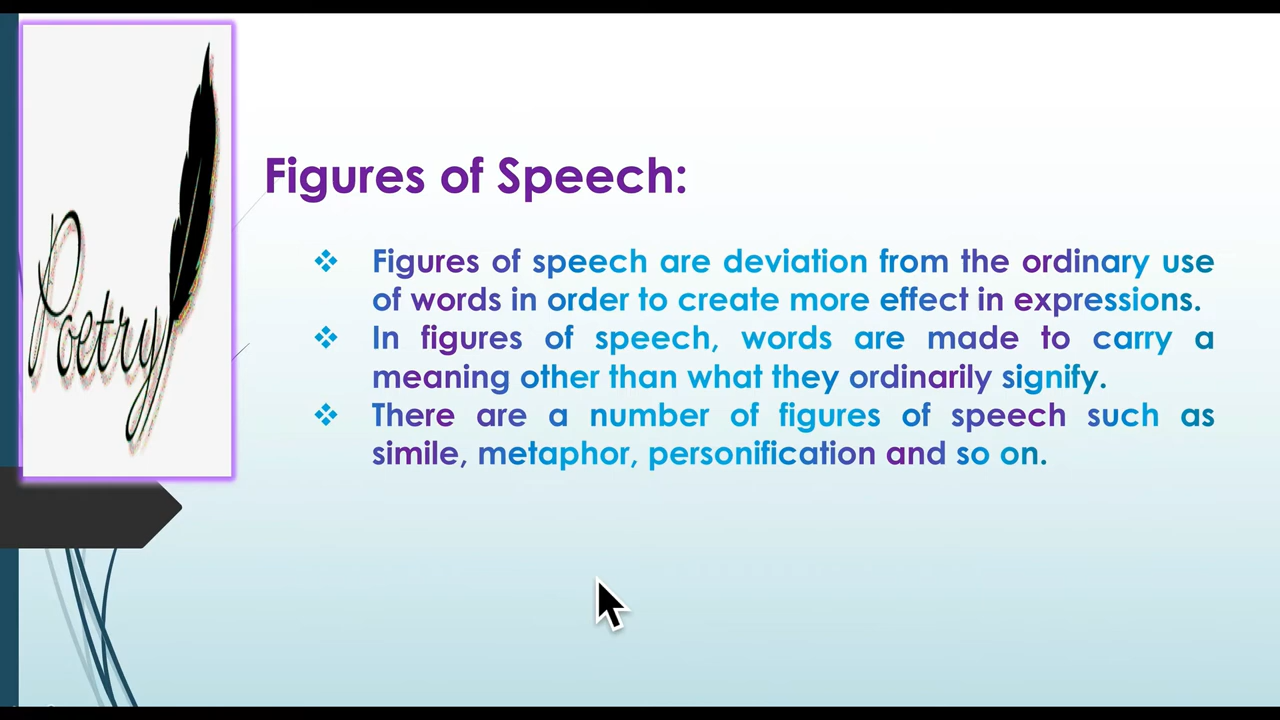 Poetry
Figures of Speech:
❖ Figures of speech are deviation from the ordinary use
of words in order to create more effect in expressions.
❖ In figures of speech, words are made to carry a
meaning other than what they ordinarily signify.
❖ There are a number of figures of speech such as
simile, metaphor, personification and so on.